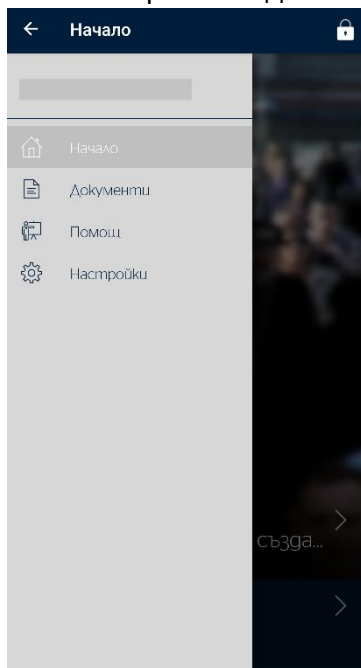 Начало
Начало
Документи
Помощ
Настройки
създа...